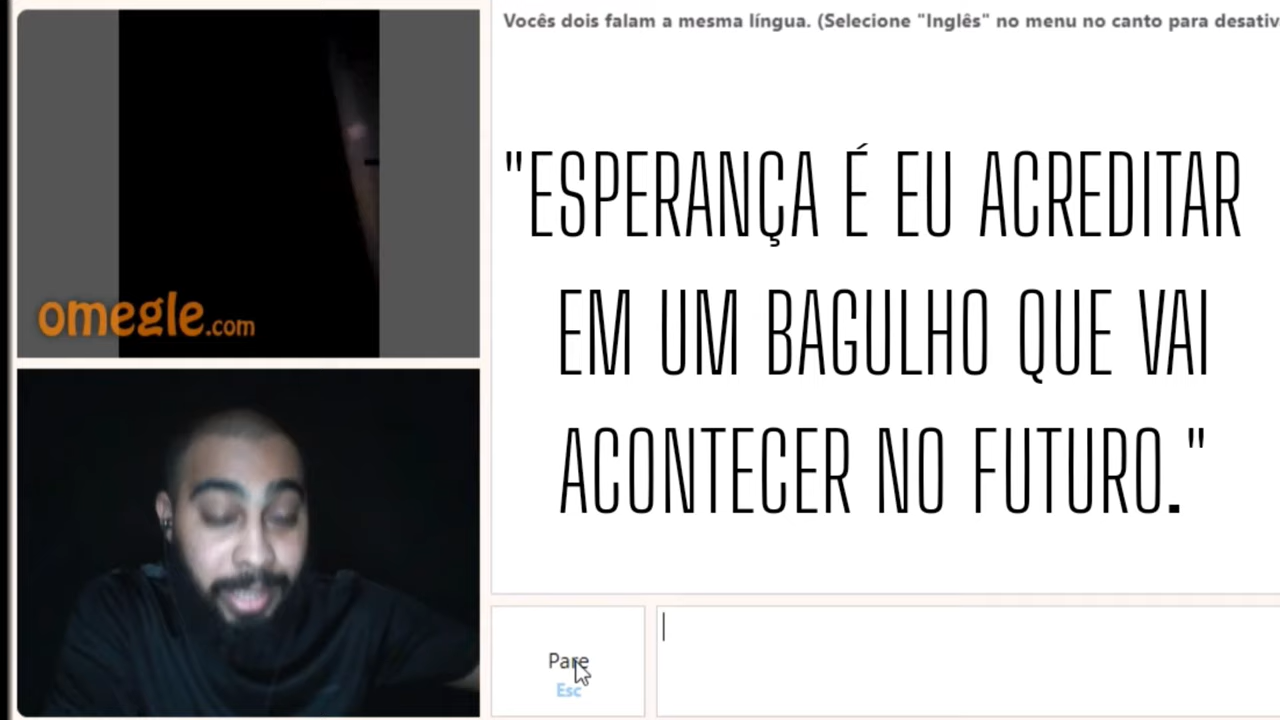 Vocês dois falam a mesma língua. (Selecione "Inglês" no menu no canto para
"ESPERANÇA É EU ACREDITAR
EM UM BAGULHO QUE VAI
ACONTECER NO FUTURO."
omegle.com
Pare
Esc